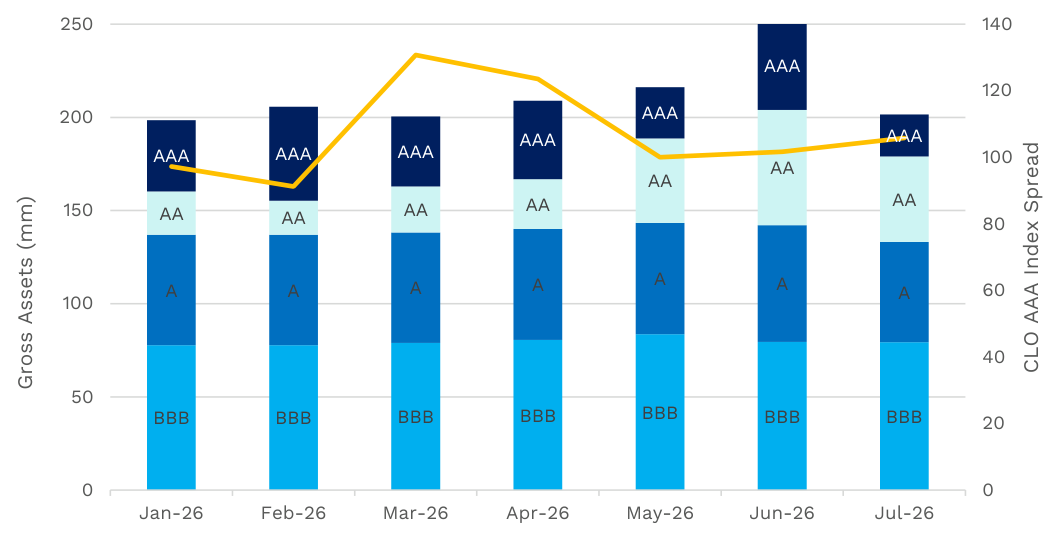 250
200
150
100
50
0
Gross Assets (mm)
140
120
100
80
60
40
20
0
CLO AAA Index Spread
AAA AAA AAA AAA AAA AAA AAA
AA AA AA AA AA AA AA
A A A A A A A
BBB BBB BBB BBB BBB BBB BBB
Jan-26 Feb-26 Mar-26 Apr-26 May-26 Jun-26 Jul-26